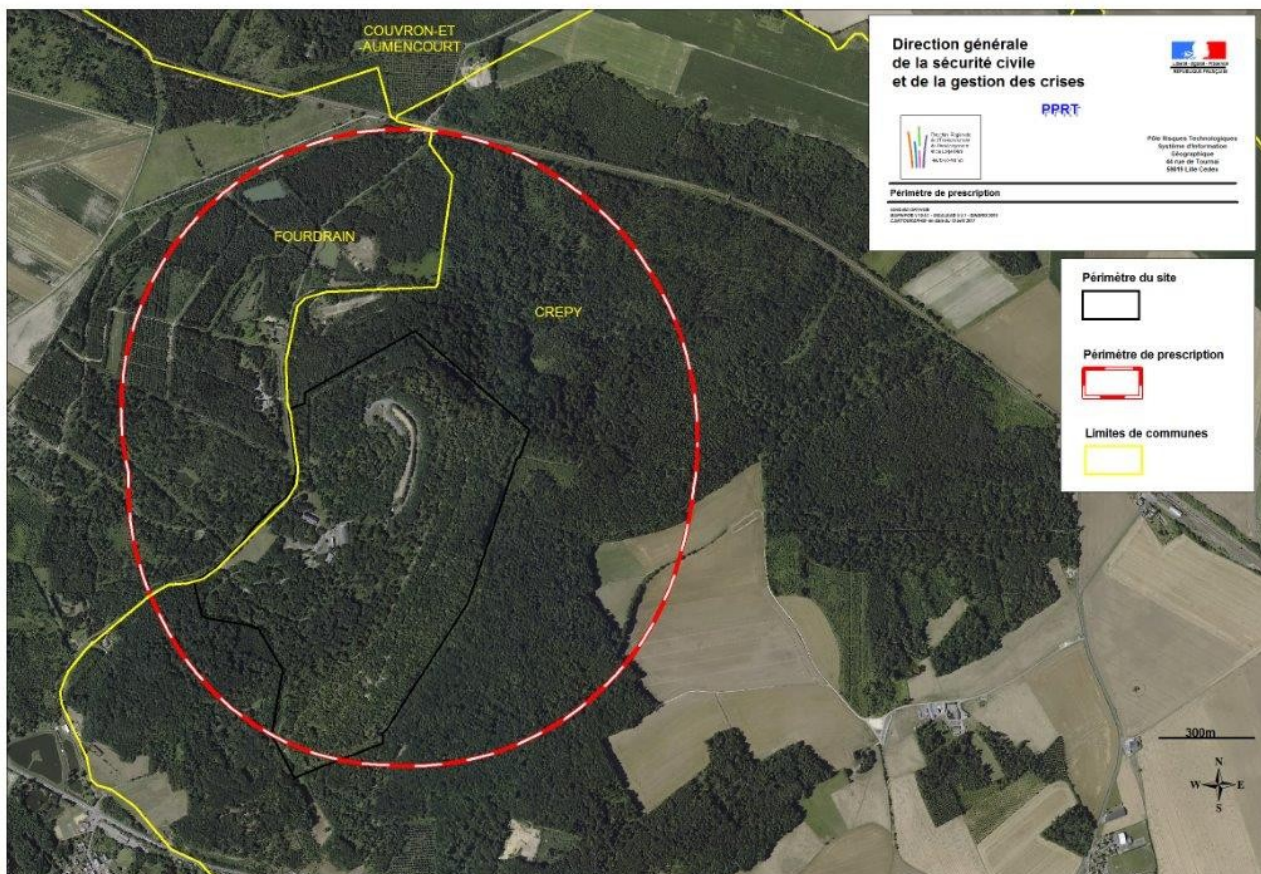 COUVRON-ET
-AUMENCOURT
FOURDRAIN
CREPY
Direction générale
de la sécurité civile
et de la gestion des crises
RÉPUBLIQUE FRANÇAISE
PPRT
Pôle Risques Technologiques
Système d'Information
Géographique
44 rue de Tournai
59019 Lille Cedex
Périmètre de prescription
Périmètre du site
Périmètre de prescription
Limites de communes
300m
N
W
E
S